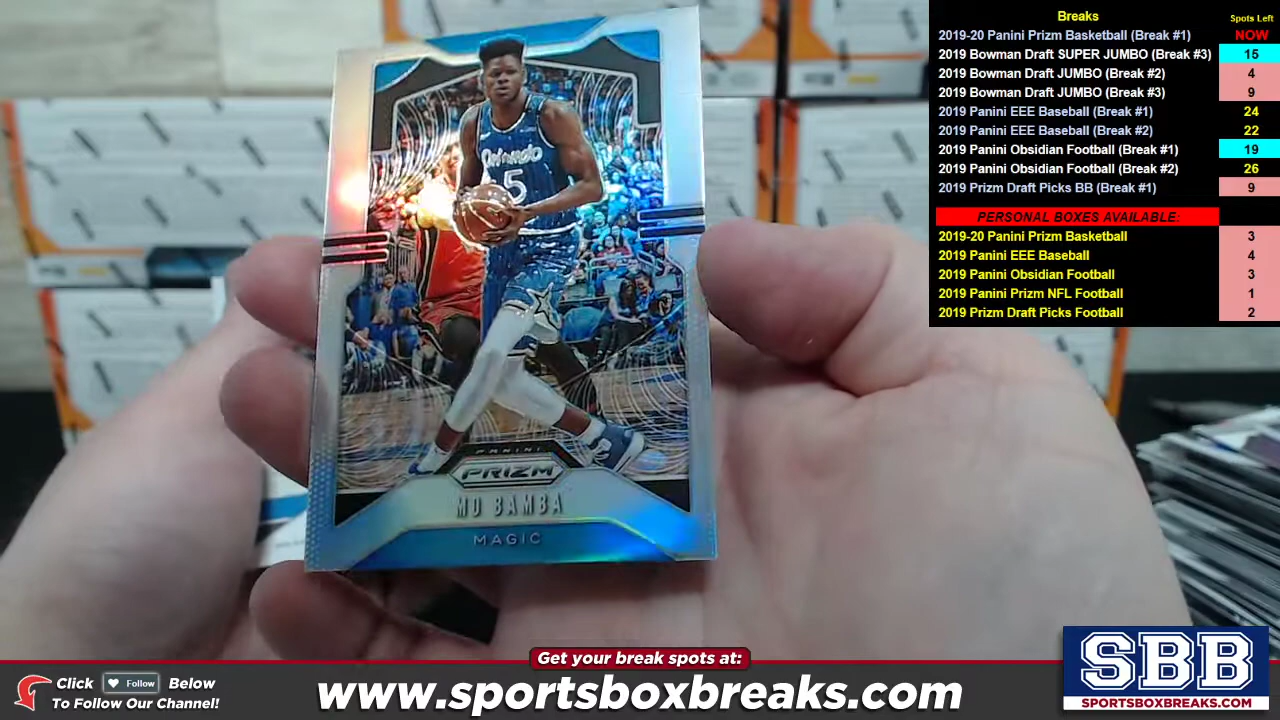 Breaks
Spots Left
2019-20 Panini Prizm Basketball (Break #1) NOW
2019 Bowman Draft SUPER JUMBO (Break #3) 15
2019 Bowman Draft JUMBO (Break #2) 4
2019 Bowman Draft JUMBO (Break #3) 9
2019 Panini EEE Baseball (Break #1) 24
2019 Panini EEE Baseball (Break #2) 22
2019 Panini Obsidian Football (Break #1) 19
2019 Panini Obsidian Football (Break #2) 26
2019 Prizm Draft Picks BB (Break #1) 9
PERSONAL BOXES AVAILABLE:
2019-20 Panini Prizm Basketball 3
2019 Panini EEE Baseball 4
2019 Panini Obsidian Football 3
2019 Panini Prizm NFL Football 1
2019 Prizm Draft Picks Football 2
Orlando
5
PANINI
PRIZM
MO BAMBA
MAGIC
Get your break spots at:
Click Follow Below
To Follow Our Channel!
www.sportsboxbreaks.com
SBB
SPORTSBOXBREAKS.COM